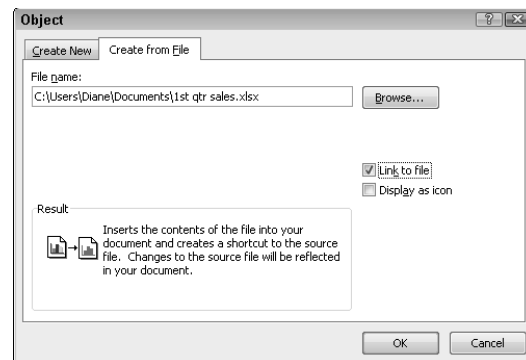 Object
Create New
Create from File
File name:
C:\Users\Diane\Documents\1st qtr sales.xlsx
Browse...
Link to file
Display as icon
Result
Inserts the contents of the file into your
document and creates a shortcut to the source
file. Changes to the source file will be reflected
in your document.
OK
Cancel